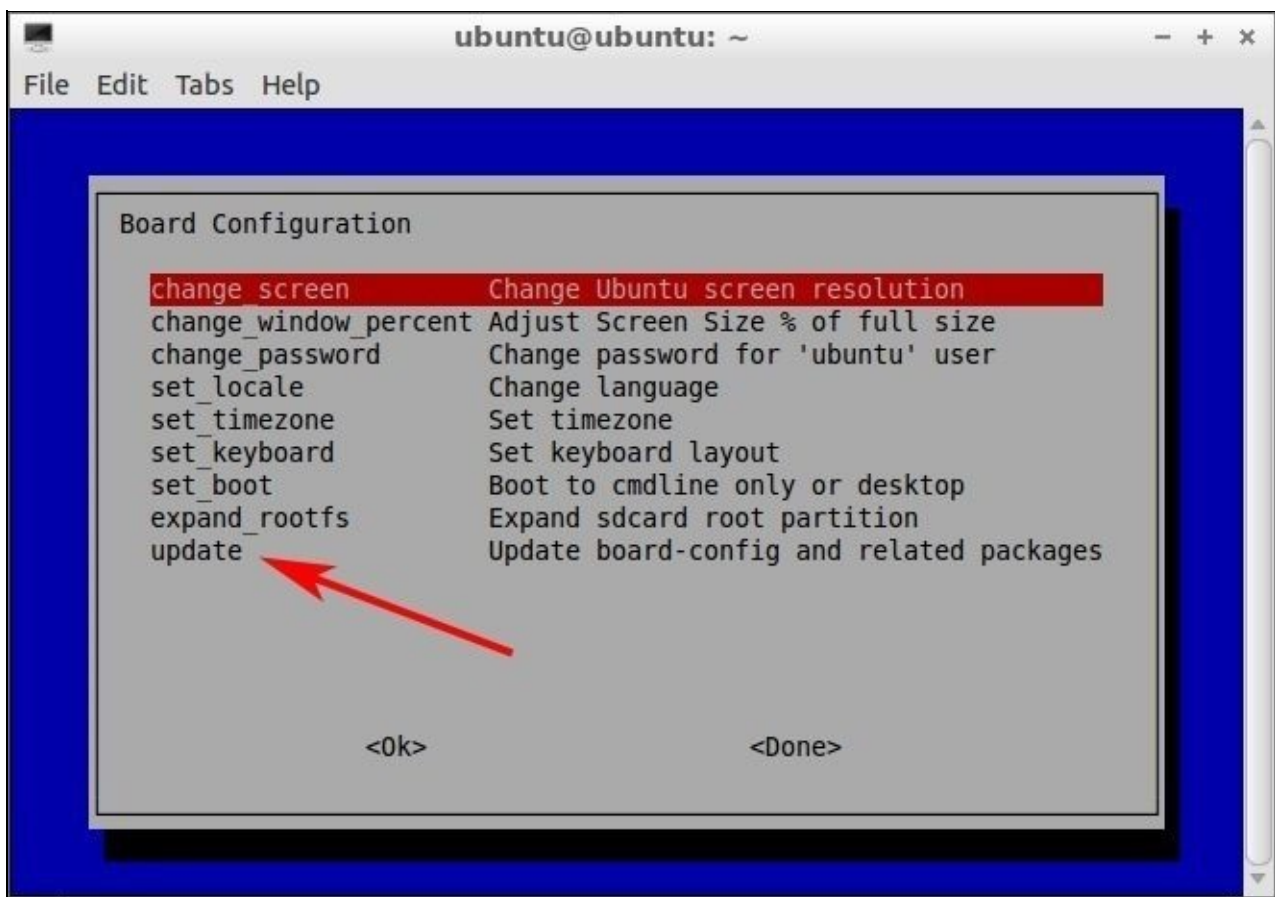 ubuntu@ubuntu: ~
File Edit Tabs Help
Board Configuration
change_screen Change Ubuntu screen resolution
change_window_percent Adjust Screen Size % of full size
change_password Change password for 'ubuntu' user
set_locale Change language
set_timezone Set timezone
set_keyboard Set keyboard layout
set_boot Boot to cmdline only or desktop
expand_rootfs Expand sdcard root partition
update Update board-config and related packages
<Ok> <Done>